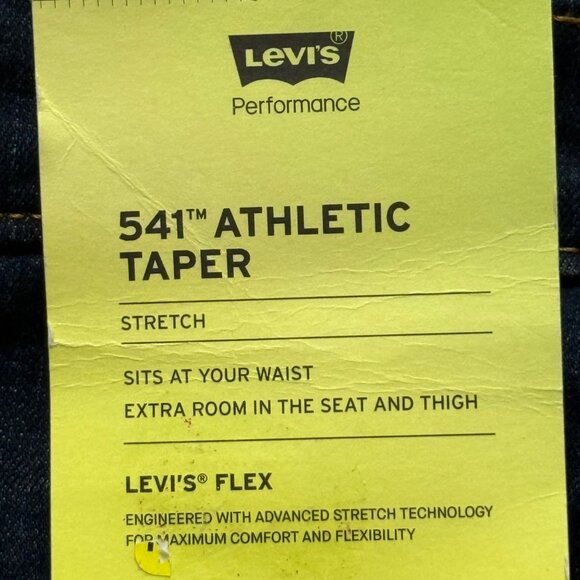 LEVI'S®
Performance
541™ ATHLETIC
TAPER
STRETCH
SITS AT YOUR WAIST
EXTRA ROOM IN THE SEAT AND THIGH
LEVI'S® FLEX
ENGINEERED WITH ADVANCED STRETCH TECHNOLOGY
FOR MAXIMUM COMFORT AND FLEXIBILITY